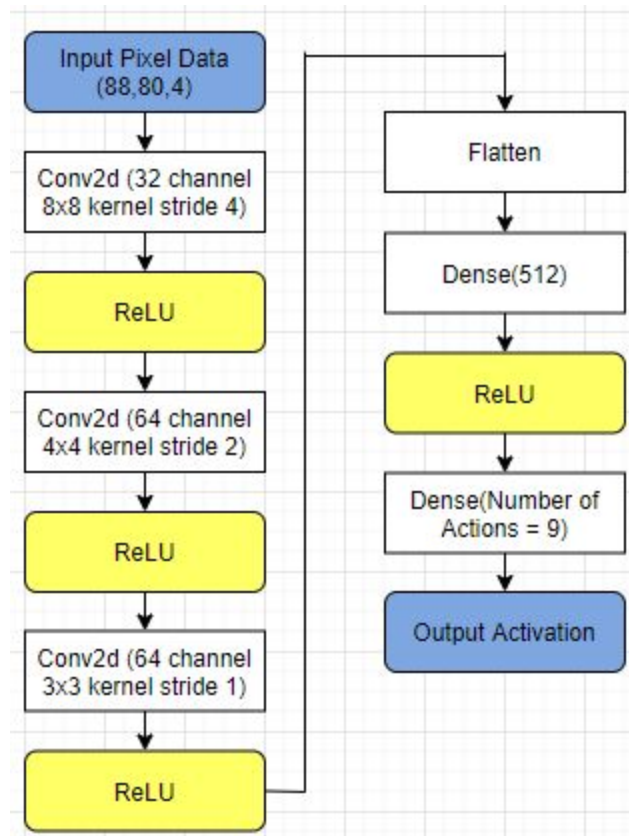 Input Pixel Data
(88,80,4)
Conv2d (32 channel
8x8 kernel stride 4)
ReLU
Conv2d (64 channel
4x4 kernel stride 2)
ReLU
Conv2d (64 channel
3x3 kernel stride 1)
ReLU
Flatten
Dense(512)
ReLU
Dense(Number of
Actions = 9)
Output Activation